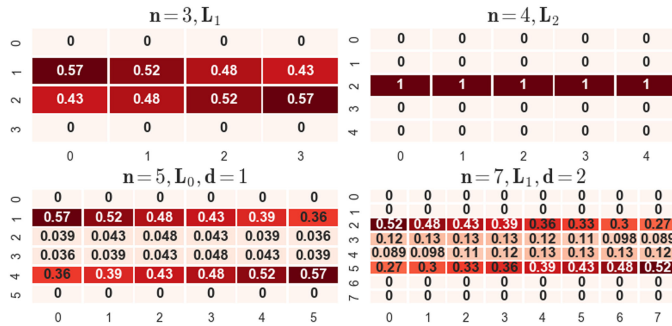 n=3, L₁
0 0 0 0 0
1 0.57 0.52 0.48 0.43
2 0.43 0.48 0.52 0.57
3 0 0 0 0
0 1 2 3
n=4, L₂
0 0 0 0 0 0
1 0 0 0 0 0
2 1 1 1 1 1
3 0 0 0 0 0
4 0 0 0 0 0
0 1 2 3 4
n=5, L₀, d=1
0 0 0 0 0 0 0
1 0.57 0.52 0.48 0.43 0.39 0.36
2 0.039 0.043 0.048 0.043 0.039 0.036
3 0.036 0.039 0.043 0.048 0.043 0.039
4 0.36 0.39 0.43 0.48 0.52 0.57
5 0 0 0 0 0 0
0 1 2 3 4 5
n=7, L₁, d=2
0 0 0 0 0 0 0 0 0
1 0 0 0 0 0 0 0 0
2 0.52 0.48 0.43 0.39 0.36 0.33 0.3 0.27
3 0.12 0.13 0.13 0.13 0.12 0.11 0.098 0.089
4 0.089 0.098 0.11 0.12 0.13 0.13 0.13 0.12
5 0.27 0.3 0.33 0.36 0.39 0.43 0.48 0.52
6 0 0 0 0 0 0 0 0
7 0 0 0 0 0 0 0 0
0 1 2 3 4 5 6 7